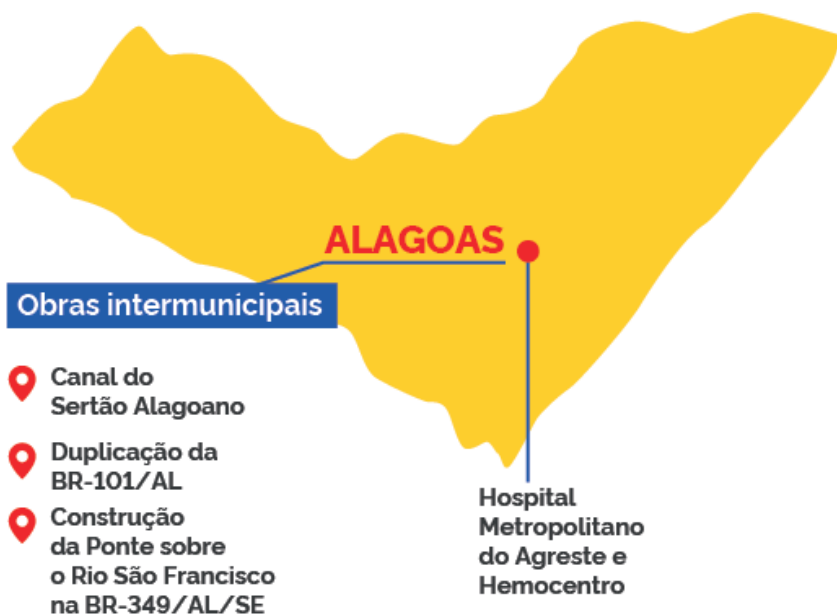 ALAGOAS
Obras intermunicipais
Canal do
Sertão Alagoano
Duplicação da
BR-101/AL
Construção
da Ponte sobre
o Rio São Francisco
na BR-349/AL/SE
Hospital
Metropolitano
do Agreste e
Hemocentro